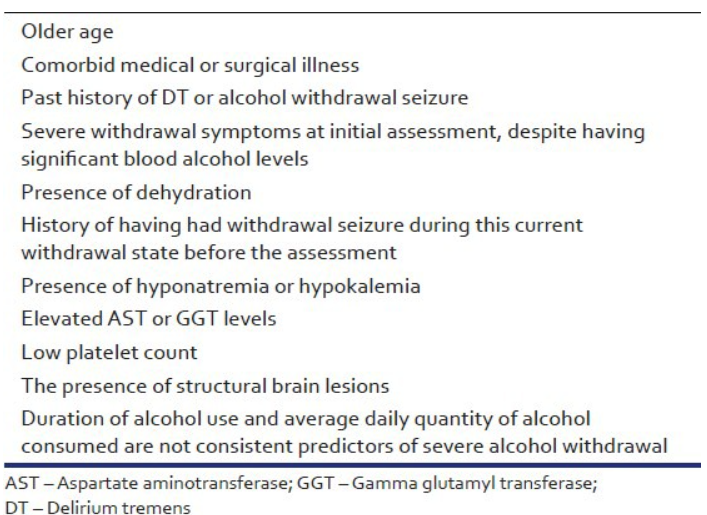 Older age
Comorbid medical or surgical illness
Past history of DT or alcohol withdrawal seizure
Severe withdrawal symptoms at initial assessment, despite having
significant blood alcohol levels
Presence of dehydration
History of having had withdrawal seizure during this current
withdrawal state before the assessment
Presence of hyponatremia or hypokalemia
Elevated AST or GGT levels
Low platelet count
The presence of structural brain lesions
Duration of alcohol use and average daily quantity of alcohol
consumed are not consistent predictors of severe alcohol withdrawal
AST – Aspartate aminotransferase; GGT – Gamma glutamyl transferase;
DT – Delirium tremens